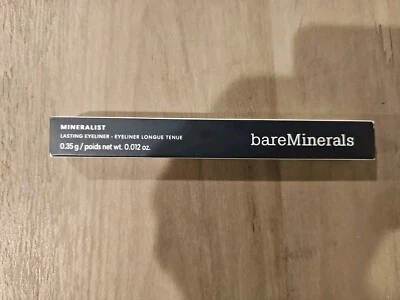 MINERALIST
LASTING EYELINER - EYELINER LONGUE TENUE
0.35 g / poids net wt. 0.012 oz.
bareMinerals